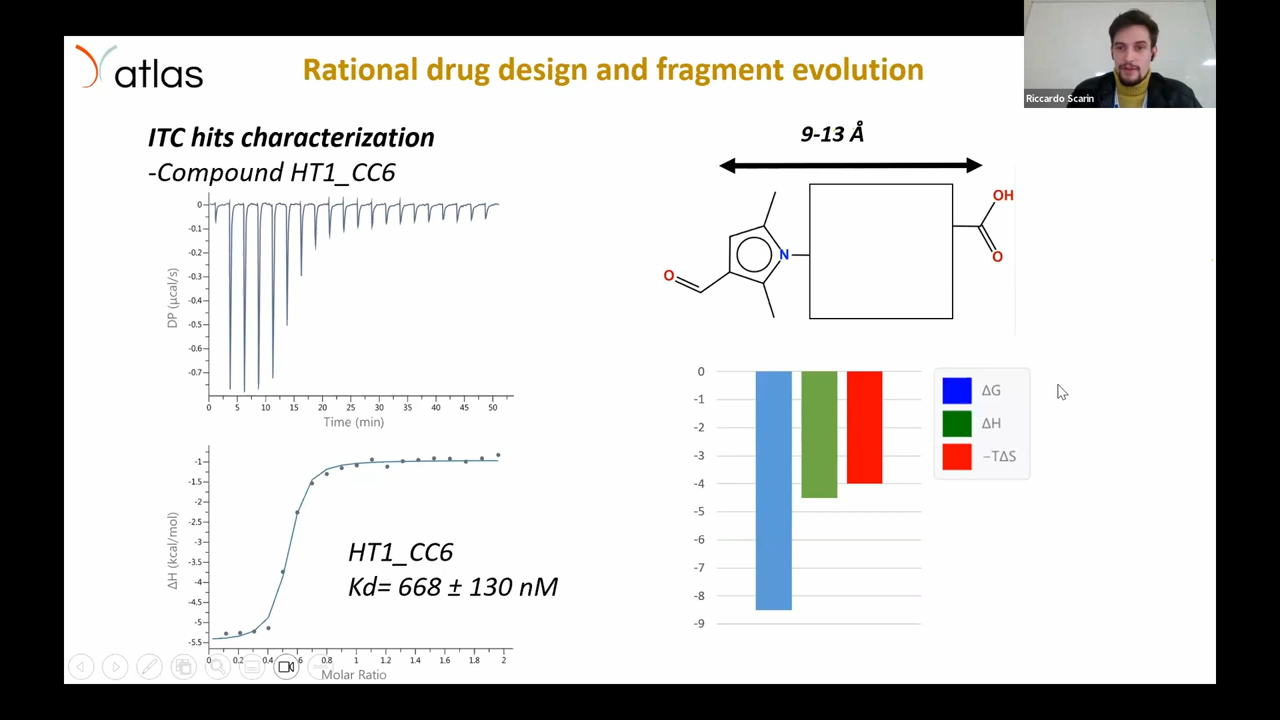 atlas
Rational drug design and fragment evolution
Riccardo Scarin
ITC hits characterization
-Compound HT1_CC6
0
-0.1
-0.2
-0.3
-0.4
-0.5
-0.6
-0.7
DP (µcal/s)
0 5 10 15 20 25 30 35 40 45 50
Time (min)
-1
-1.5
-2
-2.5
-3
-3.5
-4
-4.5
-5
-5.5
ΔH (kcal/mol)
HT1_CC6
Kd= 668 ± 130 nM
0 0.2 0.4 0.6 0.8 1 1.2 1.4 1.6 1.8 2
Molar Ratio
9-13 Å
OH
N
O
O
0
-1
-2
-3
-4
-5
-6
-7
-8
-9
ΔG
ΔH
−TΔS